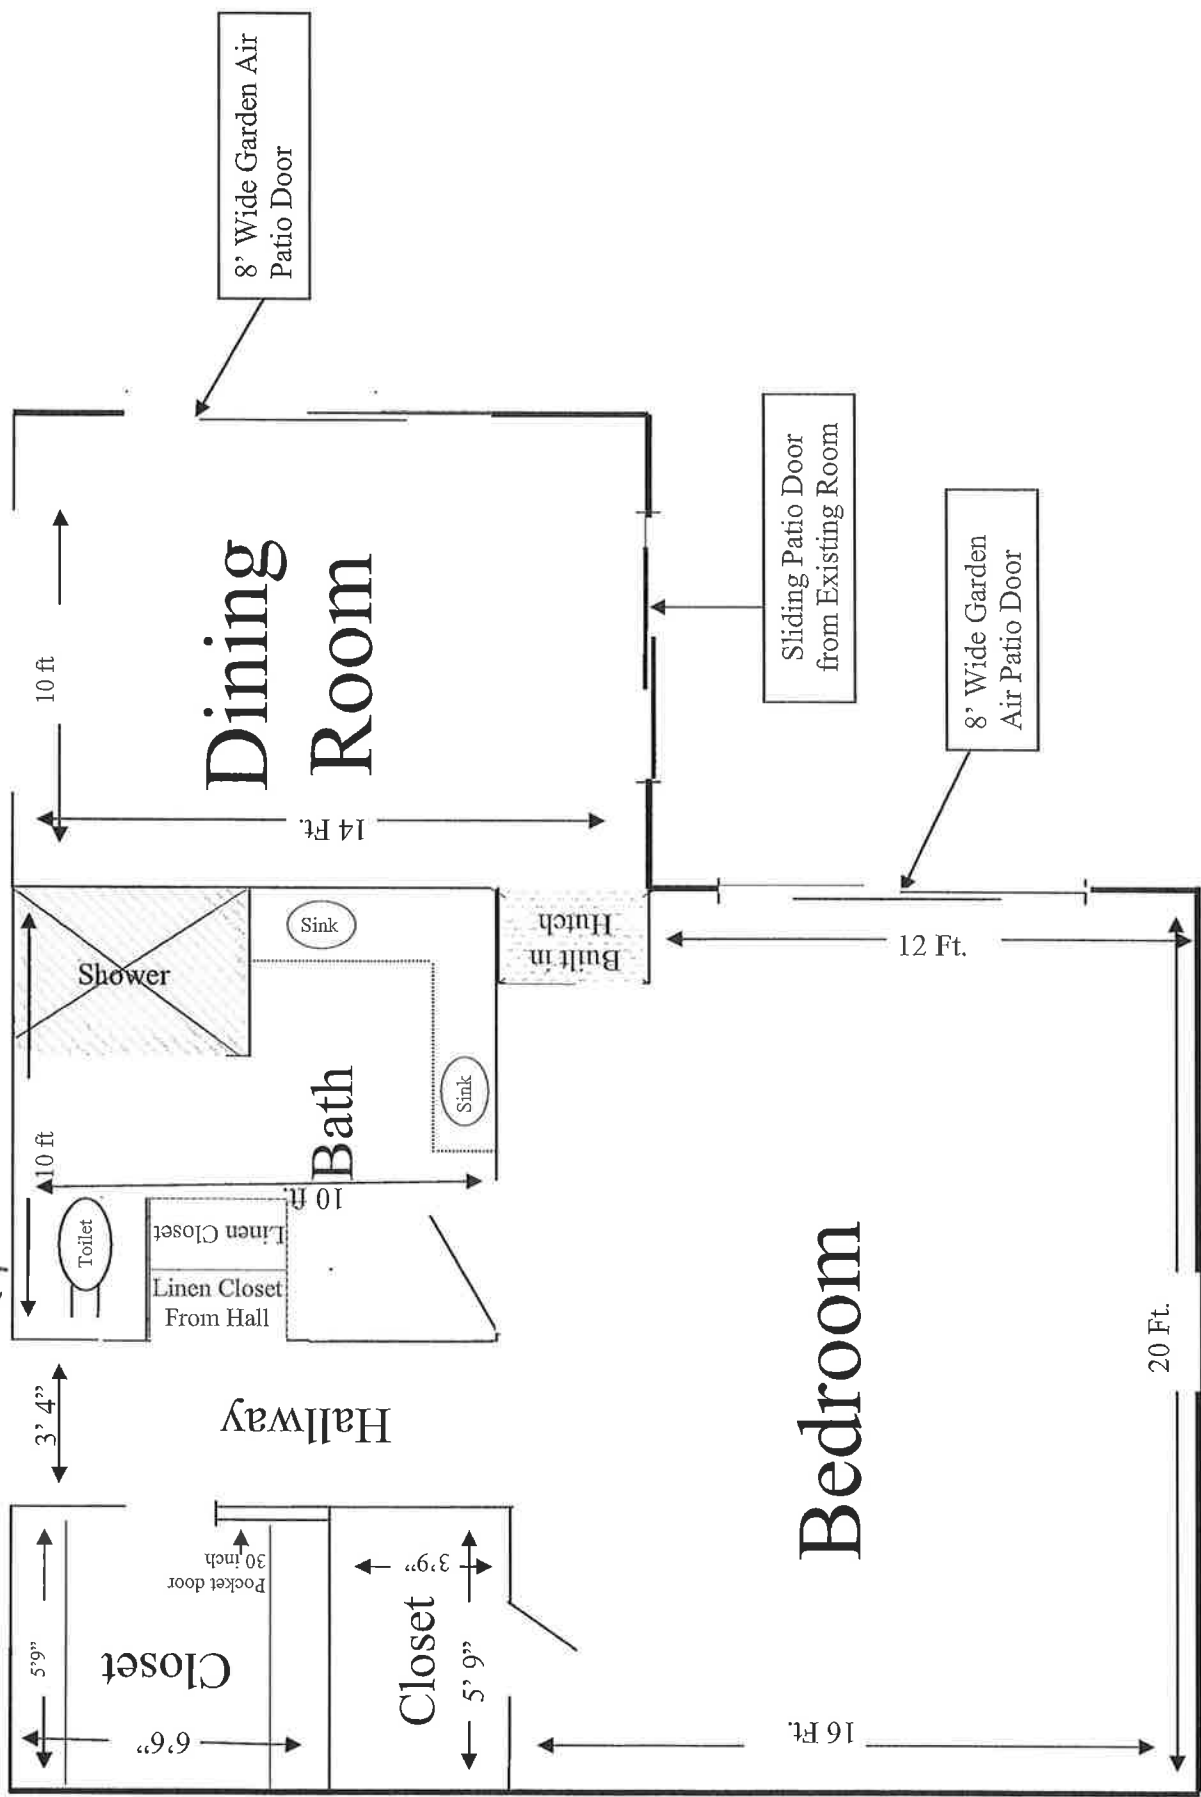 8’ Wide Garden Air
Patio Door
10 ft
Dining
Room
14 Ft.
Sliding Patio Door
from Existing Room
8’ Wide Garden
Air Patio Door
Shower
Sink
Built in
Hutch
12 Ft.
10 ft
Bath
Sink
10 ft.
Toilet
Linen Closet
Linen Closet
From Hall
3’ 4”
Hallway
Bedroom
20 Ft.
5’9”
Closet
6’6”
Pocket door
30 inch
3’9”
Closet
5’ 9”
16 Ft.